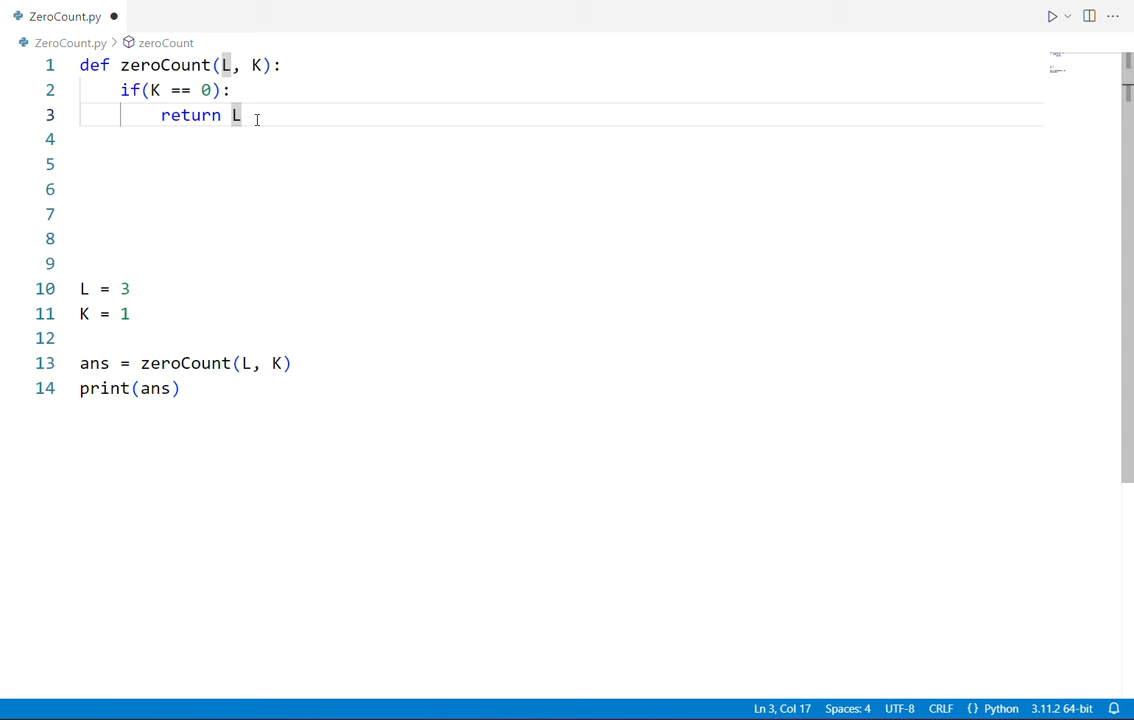 ZeroCount.py
ZeroCount.py > zeroCount
1 def zeroCount(L, K):
2 if(K == 0):
3 return L
4
5
6
7
8
9
10 L = 3
11 K = 1
12
13 ans = zeroCount(L, K)
14 print(ans)
Ln 3, Col 17 Spaces: 4 UTF-8 CRLF {} Python 3.11.2 64-bit